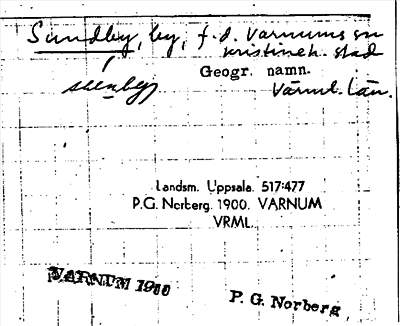 Sundby, by, f.d. Varnums sn
kristineh. stad
Geogr. namn.
Värml. län.
Landsm. Uppsala. 517:477
P.G. Norberg. 1900. VARNUM
VRML.
VARNUM 1900
P. G. Norberg